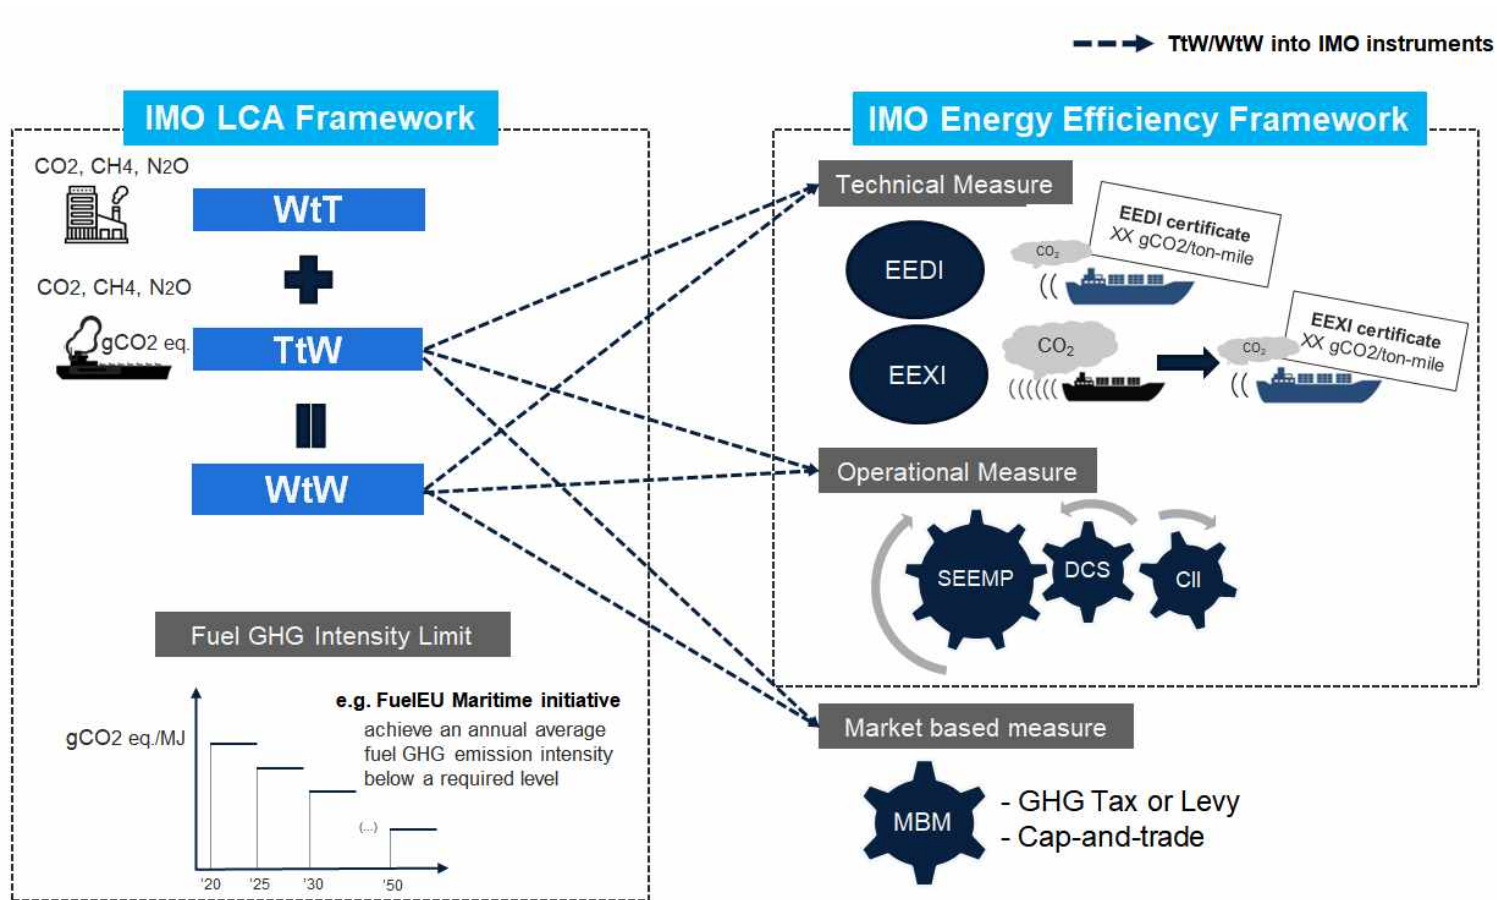 TtW/WtW into IMO instruments
IMO LCA Framework
CO2, CH4, N2O
WtT
CO2, CH4, N2O
gCO2 eq.
TtW
WtW
Fuel GHG Intensity Limit
e.g. FuelEU Maritime initiative
achieve an annual average
fuel GHG emission intensity
below a required level
gCO2 eq./MJ
(...)
'20
'25
'30
'50
IMO Energy Efficiency Framework
Technical Measure
EEDI
CO2
EEDI certificate
XX gCO2/ton-mile
EEXI
CO2
CO2
EEXI certificate
XX gCO2/ton-mile
Operational Measure
SEEMP
DCS
CII
Market based measure
MBM
- GHG Tax or Levy
- Cap-and-trade